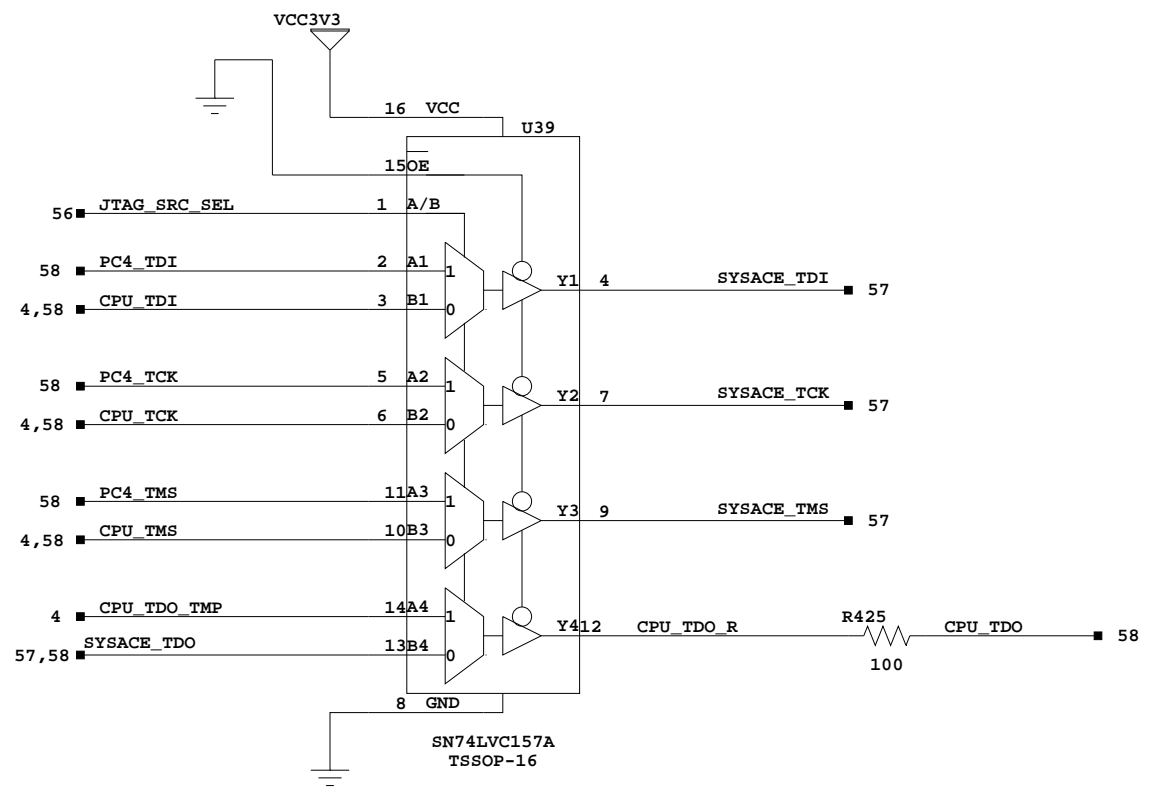 VCC3V3
16 VCC
U39
15 OE
56 JTAG_SRC_SEL 1 A/B
58 PC4_TDI 2 A1 1
Y1 4 SYSACE_TDI 57
4,58 CPU_TDI 3 B1 0
58 PC4_TCK 5 A2 1
Y2 7 SYSACE_TCK 57
4,58 CPU_TCK 6 B2 0
58 PC4_TMS 11 A3 1
Y3 9 SYSACE_TMS 57
4,58 CPU_TMS 10 B3 0
4 CPU_TDO_TMP 14 A4 1
R425
Y4 12 CPU_TDO_R CPU_TDO 58
100
57,58 SYSACE_TDO 13 B4 0
8 GND
SN74LVC157A
TSSOP-16